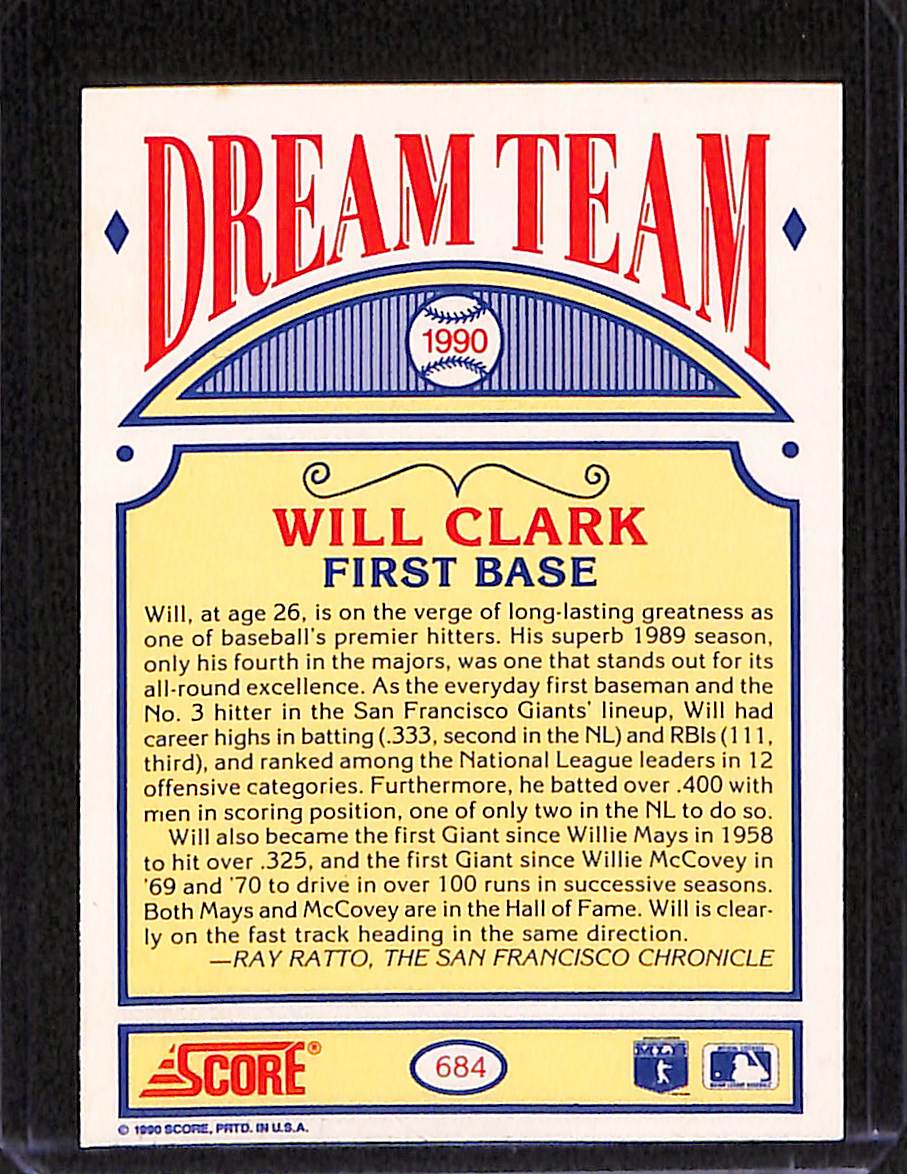 DREAM TEAM
1990
WILL CLARK
FIRST BASE
Will, at age 26, is on the verge of long-lasting greatness as
one of baseball's premier hitters. His superb 1989 season,
only his fourth in the majors, was one that stands out for its
all-round excellence. As the everyday first baseman and the
No. 3 hitter in the San Francisco Giants' lineup, Will had
career highs in batting (.333, second in the NL) and RBIs (111,
third), and ranked among the National League leaders in 12
offensive categories. Furthermore, he batted over .400 with
men in scoring position, one of only two in the NL to do so.
Will also became the first Giant since Willie Mays in 1958
to hit over .325, and the first Giant since Willie McCovey in
'69 and '70 to drive in over 100 runs in successive seasons.
Both Mays and McCovey are in the Hall of Fame. Will is clear-
ly on the fast track heading in the same direction.
—RAY RATTO, THE SAN FRANCISCO CHRONICLE
SCORE®
684
© 1990 SCORE, PRTD. IN U.S.A.